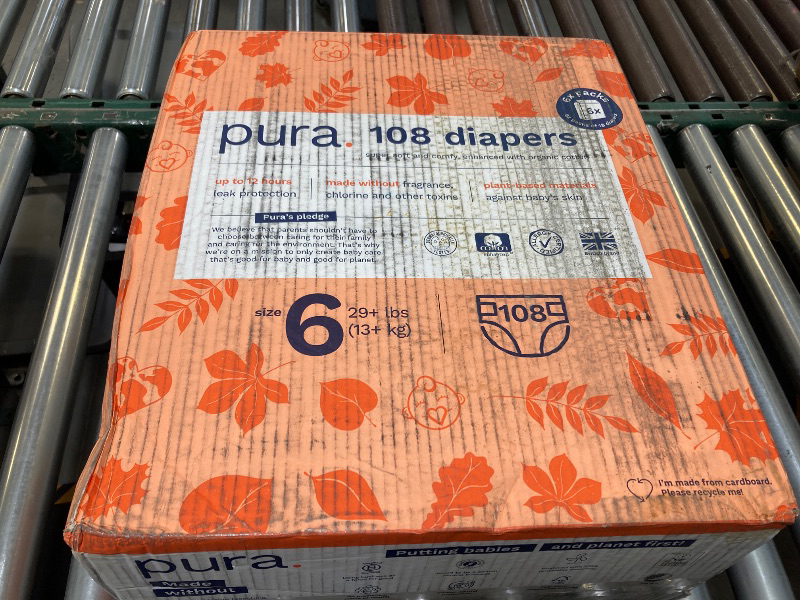 6x packs
6x
pura. 108 diapers
super soft and comfy, enhanced with organic cotton
up to 12 hours
leak protection
made without fragrance,
chlorine and other toxins
plant-based materials
against baby's skin
Pura's pledge
We believe that parents shouldn't have to
choose between caring for their family
and caring for the environment. That's why
we're on a mission to only create baby care
that's good for baby and good for planet.
size 6 29+ lbs
(13+ kg)
108
I'm made from cardboard.
Please recycle me!
pura.
Putting babies and planet first!
Made
without